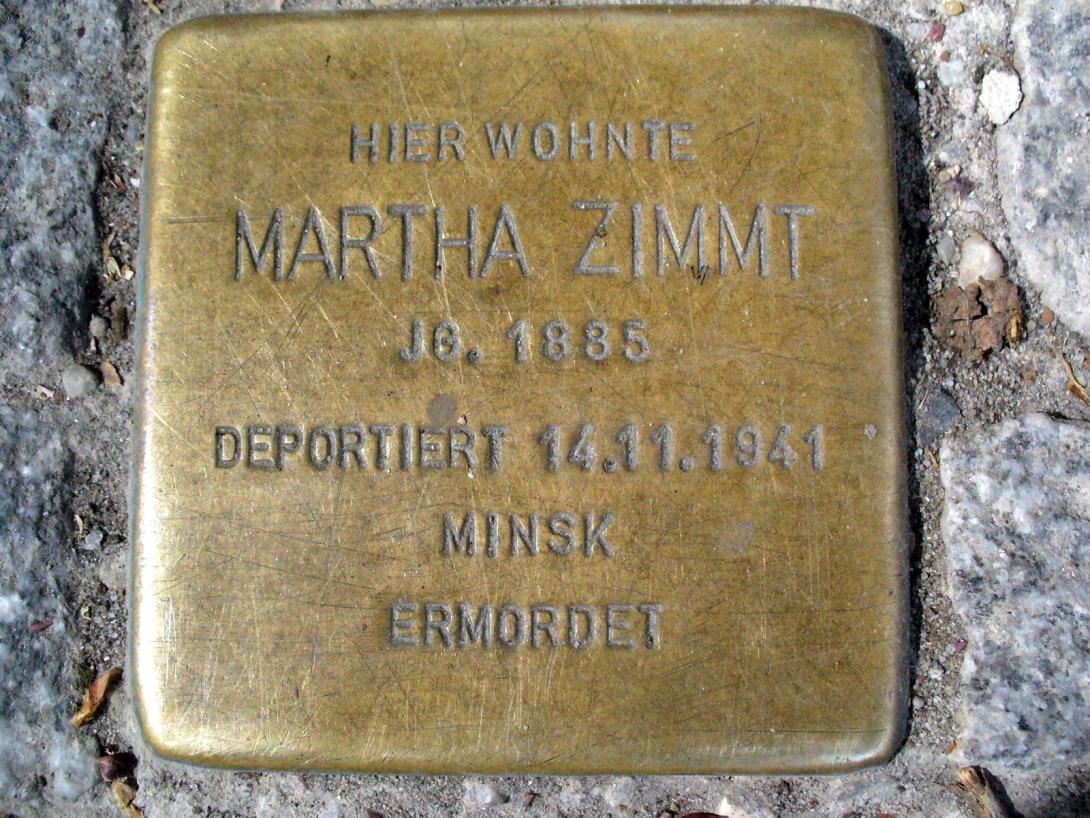 HIER WOHNTE
MARTHA ZIMMT
JG. 1885
DEPORTIERT 14.11.1941
MINSK
ERMORDET